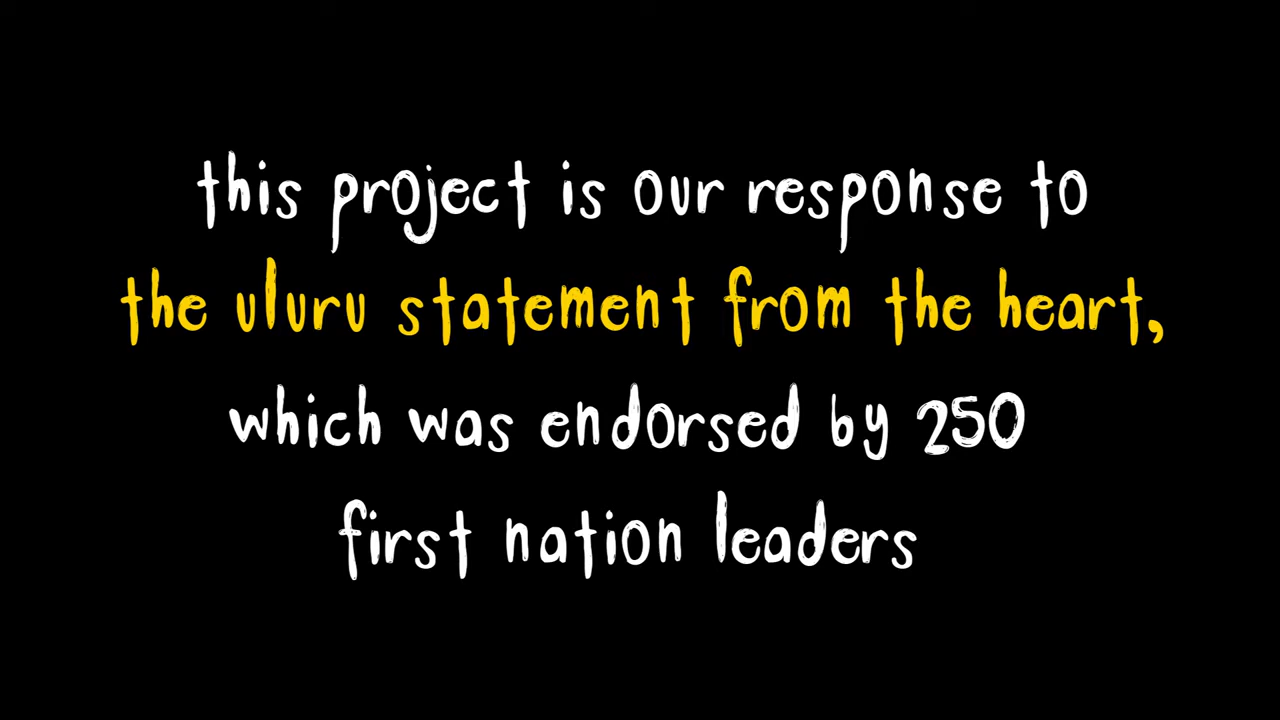 this project is our response to
the uluru statement from the heart,
which was endorsed by 250
first nation leaders